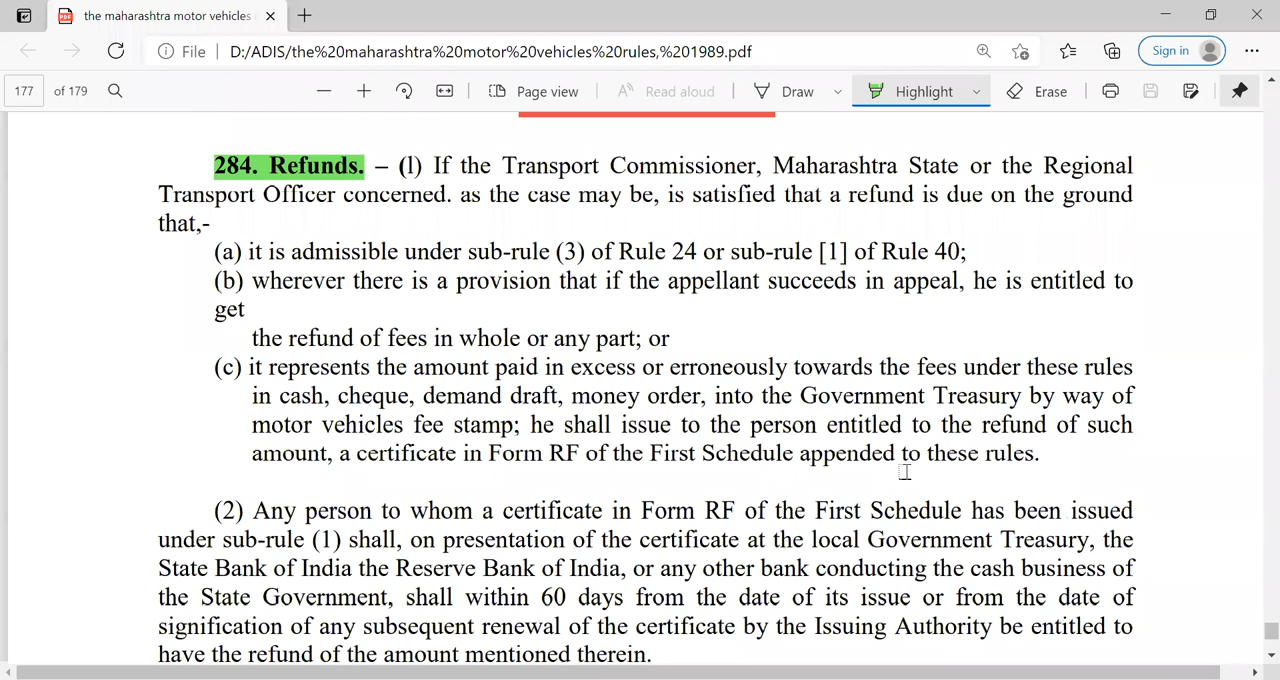 the maharashtra motor vehicles
Sign in
File
D:/ADIS/the%20maharashtra%20motor%20vehicles%20rules,%201989.pdf
177 of 179
Page view
Read aloud
Draw
Highlight
Erase
284. Refunds. – (l) If the Transport Commissioner, Maharashtra State or the Regional
Transport Officer concerned. as the case may be, is satisfied that a refund is due on the ground
that,-
(a) it is admissible under sub-rule (3) of Rule 24 or sub-rule [1] of Rule 40;
(b) wherever there is a provision that if the appellant succeeds in appeal, he is entitled to
get
the refund of fees in whole or any part; or
(c) it represents the amount paid in excess or erroneously towards the fees under these rules
in cash, cheque, demand draft, money order, into the Government Treasury by way of
motor vehicles fee stamp; he shall issue to the person entitled to the refund of such
amount, a certificate in Form RF of the First Schedule appended to these rules.
(2) Any person to whom a certificate in Form RF of the First Schedule has been issued
under sub-rule (1) shall, on presentation of the certificate at the local Government Treasury, the
State Bank of India the Reserve Bank of India, or any other bank conducting the cash business of
the State Government, shall within 60 days from the date of its issue or from the date of
signification of any subsequent renewal of the certificate by the Issuing Authority be entitled to
have the refund of the amount mentioned therein.